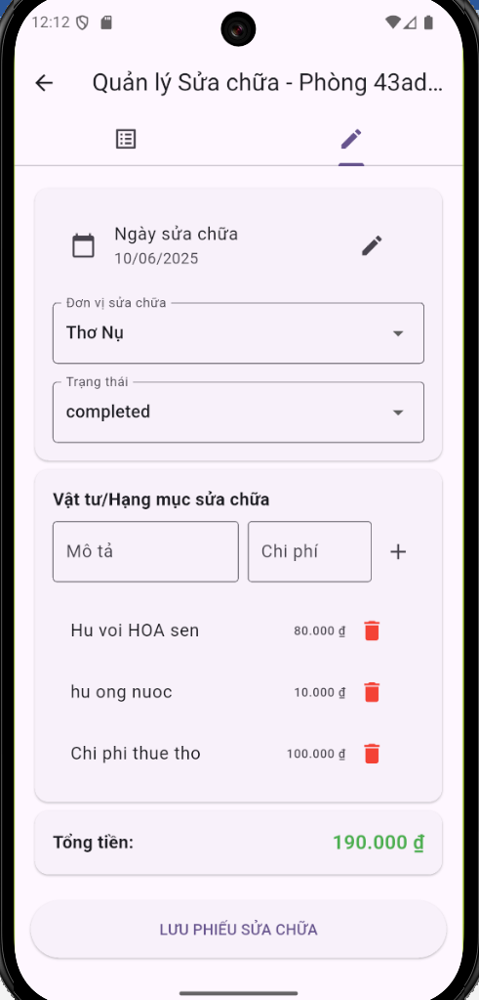 12:12
Quản lý Sửa chữa - Phòng 43ad...
Ngày sửa chữa
10/06/2025
Đơn vị sửa chữa
Thơ Nụ
Trạng thái
completed
Vật tư/Hạng mục sửa chữa
Mô tả
Chi phí
Hu voi HOA sen
80.000 ₫
hu ong nuoc
10.000 ₫
Chi phi thue tho
100.000 ₫
Tổng tiền:
190.000 ₫
LƯU PHIẾU SỬA CHỮA